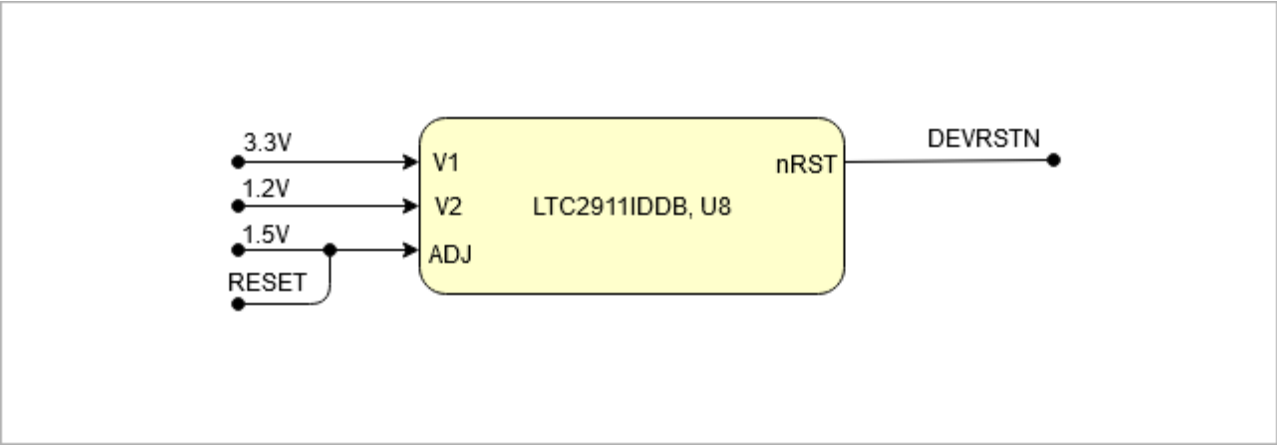 3.3V
V1
1.2V
V2
1.5V
ADJ
RESET
LTC2911IDDB, U8
nRST
DEVRSTN